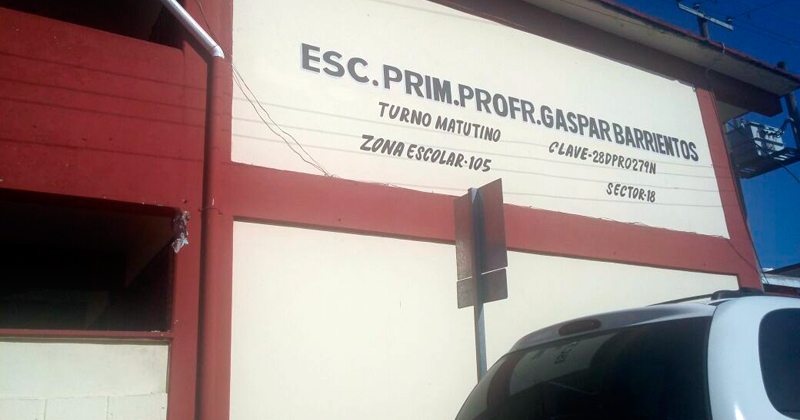 ESC.PRIM.PROFR.GASPAR BARRIENTOS
TURNO MATUTINO
CLAVE-28DPR0279N
ZONA ESCOLAR-105
SECTOR-18